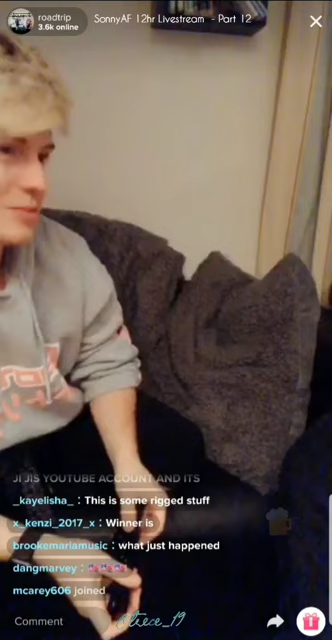 roadtrip
3.6k online
SonnyAF 12hr Livestream - Part 12
JI JIS YOUTUBE ACCOUNT AND ITS
_kayelisha_ : This is some rigged stuff
x_kenzi_2017_x : Winner is
brookemariamusic : what just happened
dangmarvey :
mcarey606 joined
Comment